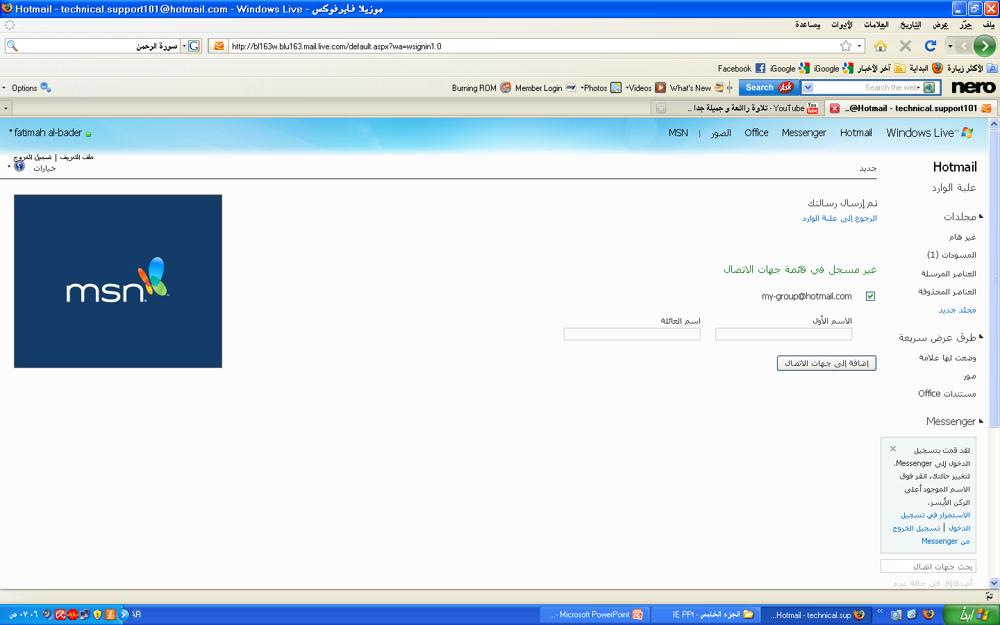 Hotmail - technical.support101@hotmail.com - Windows Live - موزيلا فايرفوكس
ملف حرّر عرض التاريخ العلامات الأدوات مساعدة
http://bl163w.blu163.mail.live.com/default.aspx?wa=wsignin1.0
سورة الرحمن
الأكثر زيارة البداية آخر الأخبار iGoogle iGoogle Facebook
nero Search the web Ask Search What's New Videos Photos my Member Login Burning ROM Options
Hotmail - technical.support101@...
YouTube - تلاوة رائعة و جميلة جدا ...
Windows Live™ Hotmail Messenger Office الصور | MSN
fatimah al-bader
ملف التعريف | تسجيل الخروج
خيارات
جديد
Hotmail
علبة الوارد
مجلدات
غير هام
المسودات (1)
العناصر المرسلة
العناصر المحذوفة
مجلد جديد
طرق عرض سريعة
وضعت لها علامة
صور
مستندات Office
Messenger
لقد قمت بتسجيل
الدخول إلى Messenger.
لتغيير حالتك، انقر فوق
الاسم الموجود أعلى
الركن الأيسر.
الاستمرار في تسجيل
الدخول | تسجيل الخروج
من Messenger
بحث جهات اتصال
أصدقاؤك في حالة عدم
تم إرسال رسالتك
الرجوع إلى علبة الوارد
غير مسجل في قائمة جهات الاتصال
my-group@hotmail.com
الاسم الأول اسم العائلة
إضافة إلى جهات الاتصال
msn
تمّ
ابدأ
Hotmail - technical.sup...
الجزء الخامس - IE PPt
Microsoft PowerPoint -...
AR
٠٧:٠٦ ص